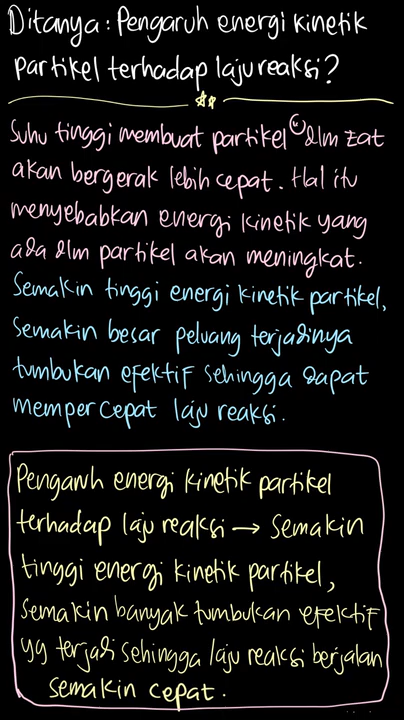 Ditanya : Pengaruh energi kinetik
partikel terhadap laju reaksi?
Suhu tinggi membuat partikel² dlm zat
akan bergerak lebih cepat. Hal itu
menyebabkan energi kinetik yang
ada dlm partikel akan meningkat.
Semakin tinggi energi kinetik partikel,
semakin besar peluang terjadinya
tumbukan efektif sehingga dapat
mempercepat laju reaksi.
Pengaruh energi kinetik partikel
terhadap laju reaksi → semakin
tinggi energi kinetik partikel,
semakin banyak tumbukan efektif
yg terjadi sehingga laju reaksi berjalan
semakin cepat.